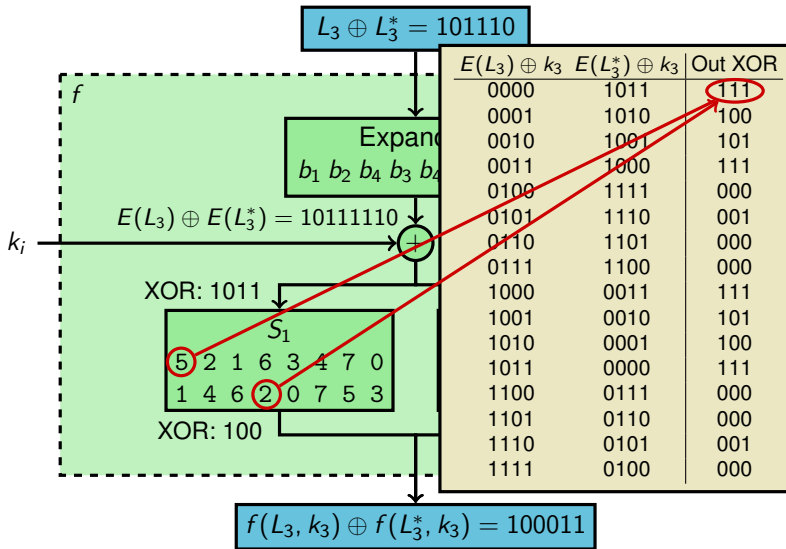 L₃ ⊕ L₃* = 101110
f
Expan
b₁ b₂ b₄ b₃ b₄
E(L₃) ⊕ E(L₃*) = 10111110
kᵢ
+
XOR: 1011
S₁
5 2 1 6 3 4 7 0
1 4 6 2 0 7 5 3
XOR: 100
f(L₃, k₃) ⊕ f(L₃*, k₃) = 100011
E(L₃) ⊕ k₃ E(L₃*) ⊕ k₃ Out XOR
0000 1011 111
0001 1010 100
0010 1001 101
0011 1000 111
0100 1111 000
0101 1110 001
0110 1101 000
0111 1100 000
1000 0011 111
1001 0010 101
1010 0001 100
1011 0000 111
1100 0111 000
1101 0110 000
1110 0101 001
1111 0100 000